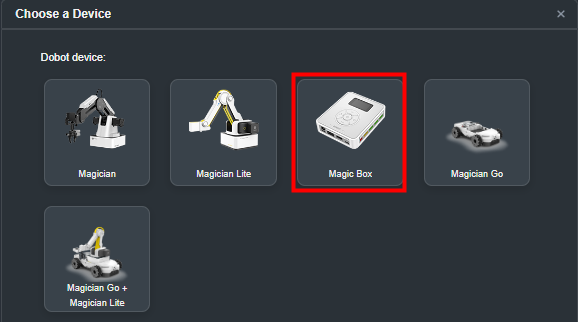 Choose a Device
Dobot device:
Magician
Magician Lite
Magic Box
Magician Go
Magician Go +
Magician Lite